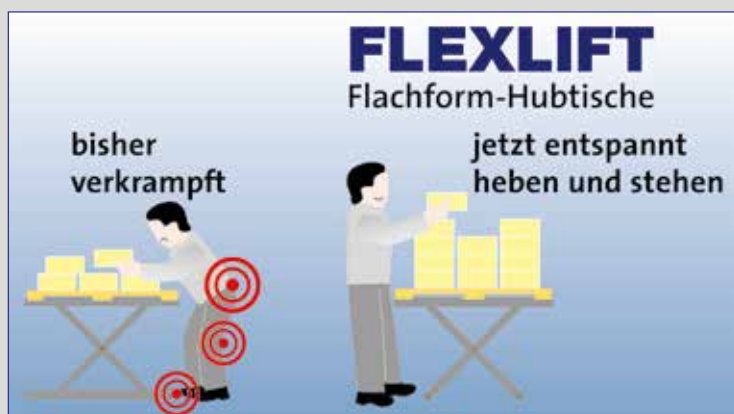 FLEXLIFT
Flachform-Hubtische
bisher
verkrampft
jetzt entspannt
heben und stehen